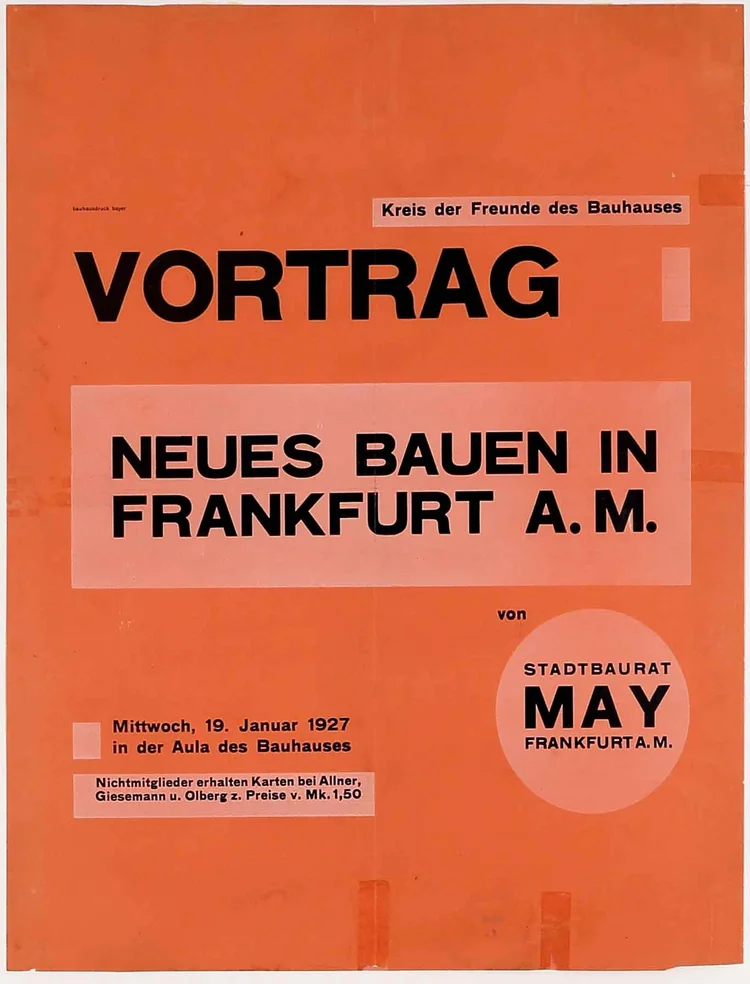 bauhausdruck bayer
Kreis der Freunde des Bauhauses
VORTRAG
NEUES BAUEN IN
FRANKFURT A. M.
von
STADTBAURAT
MAY
FRANKFURT A. M.
Mittwoch, 19. Januar 1927
in der Aula des Bauhauses
Nichtmitglieder erhalten Karten bei Allner,
Giesemann u. Olberg z. Preise v. Mk. 1,50